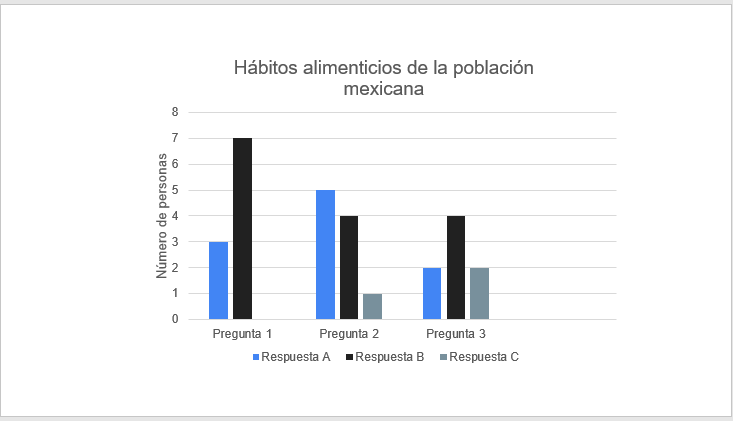 Hábitos alimenticios de la población
mexicana
8
7
6
5
4
3
2
1
0
Número de personas
Pregunta 1 Pregunta 2 Pregunta 3
Respuesta A Respuesta B Respuesta C